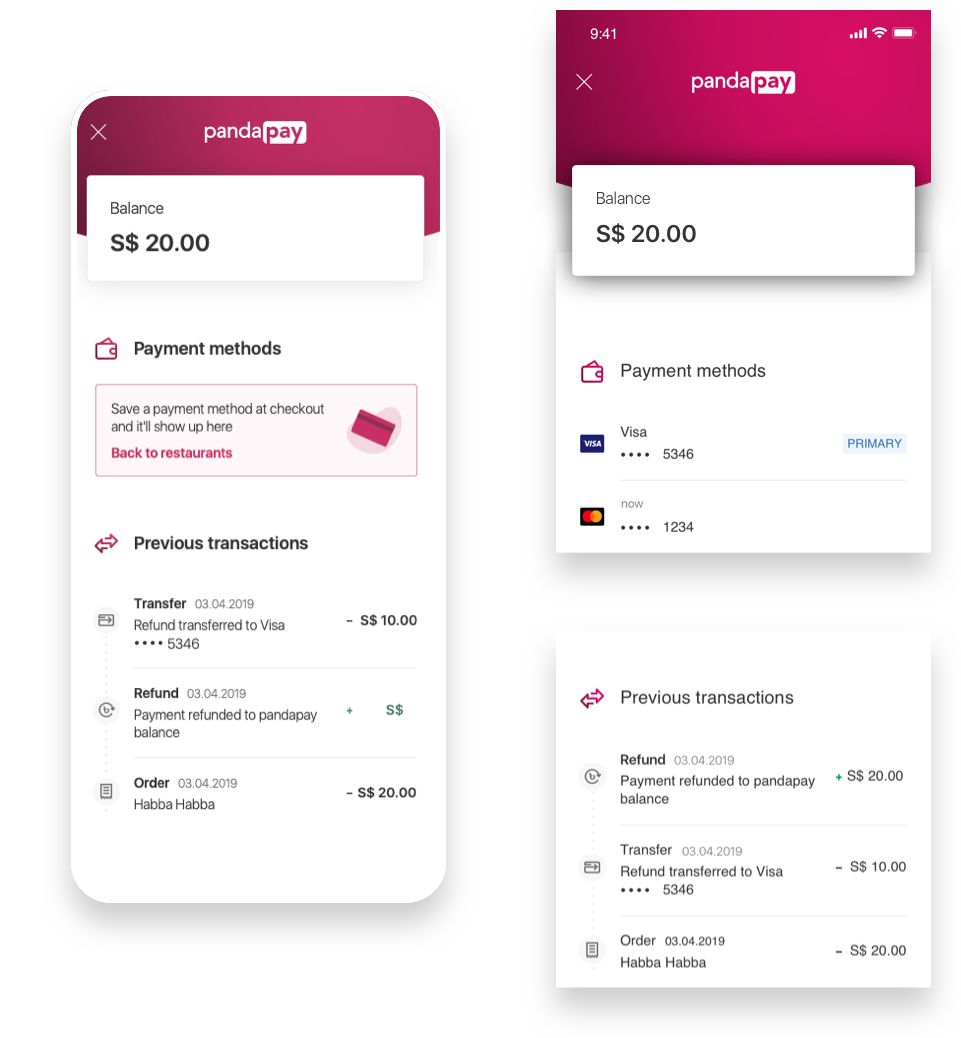 pandapay
Balance
S$ 20.00
Payment methods
Save a payment method at checkout
and it'll show up here
Back to restaurants
Previous transactions
Transfer 03.04.2019
Refund transferred to Visa
•••• 5346
– S$ 10.00
Refund 03.04.2019
Payment refunded to pandapay
balance
+ S$
Order 03.04.2019
Habba Habba
– S$ 20.00
9:41
pandapay
Balance
S$ 20.00
Payment methods
VISA
Visa
•••• 5346
PRIMARY
now
•••• 1234
Previous transactions
Refund 03.04.2019
Payment refunded to pandapay
balance
+ S$ 20.00
Transfer 03.04.2019
Refund transferred to Visa
•••• 5346
– S$ 10.00
Order 03.04.2019
Habba Habba
– S$ 20.00